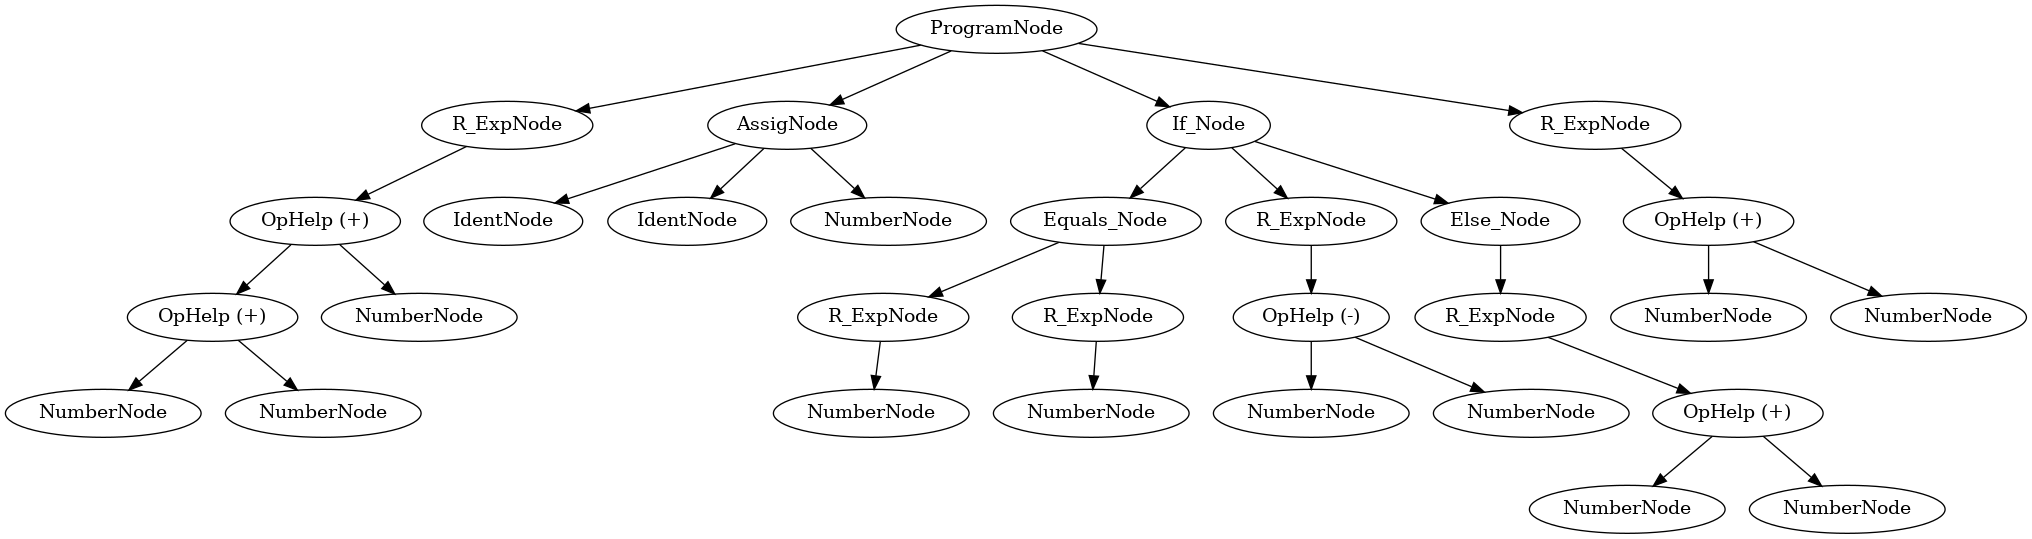 ProgramNode
R_ExpNode
AssigNode
If_Node
R_ExpNode
OpHelp (+)
IdentNode
IdentNode
NumberNode
Equals_Node
R_ExpNode
Else_Node
OpHelp (+)
OpHelp (+)
NumberNode
R_ExpNode
R_ExpNode
OpHelp (-)
R_ExpNode
NumberNode
NumberNode
NumberNode
NumberNode
NumberNode
NumberNode
NumberNode
NumberNode
OpHelp (+)
NumberNode
NumberNode